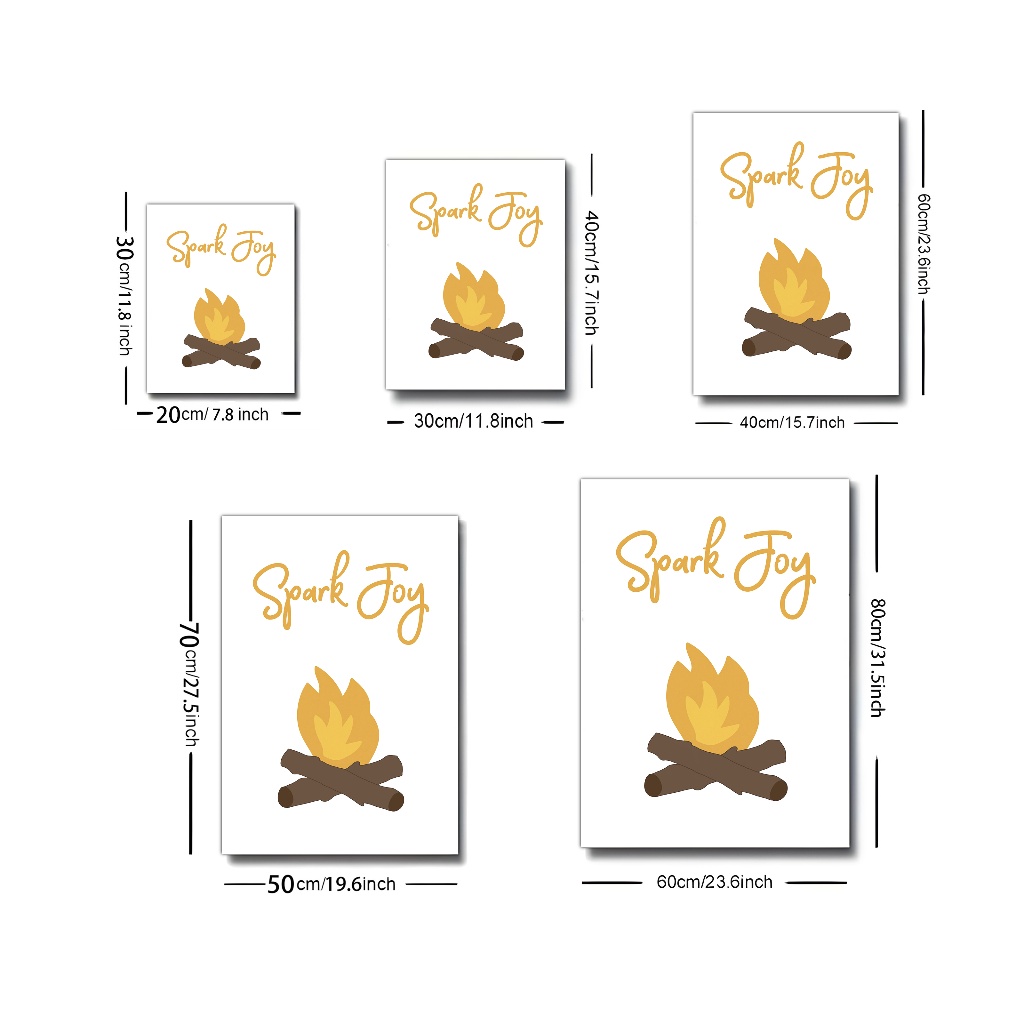 Spark Joy
30cm/11.8 inch
20cm/ 7.8 inch
Spark Joy
40cm/15.7inch
30cm/11.8inch
Spark Joy
60cm/23.6inch
40cm/15.7inch
Spark Joy
70cm/27.5inch
50cm/19.6inch
Spark Joy
80cm/31.5inch
60cm/23.6inch